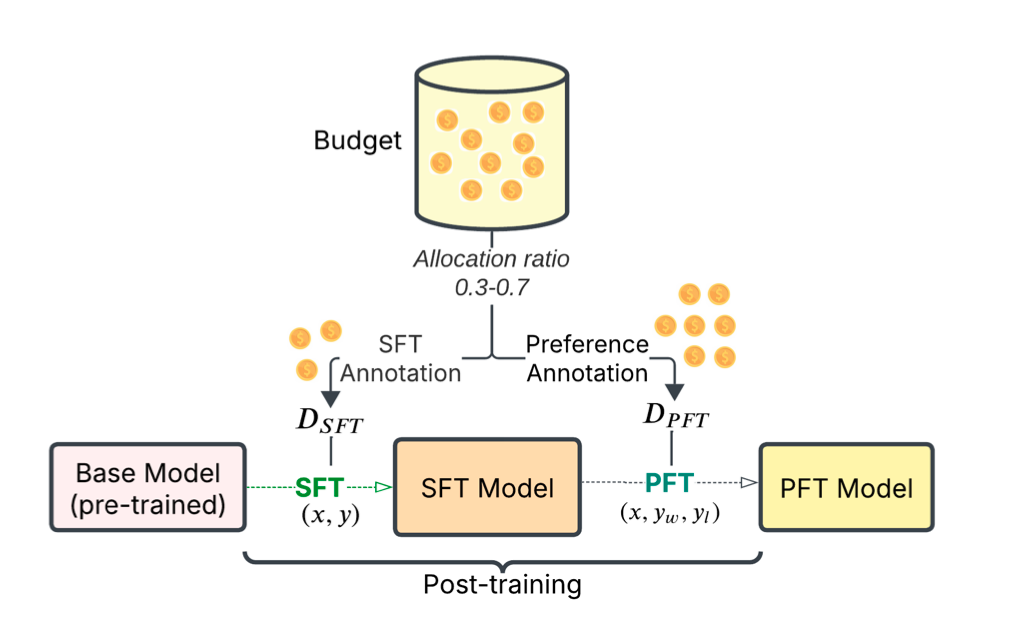 Budget
Allocation ratio
0.3-0.7
SFT
Annotation
Preference
Annotation
D_{SFT}
D_{PFT}
Base Model
(pre-trained)
SFT
(x, y)
SFT Model
PFT
(x, y_w, y_l)
PFT Model
Post-training